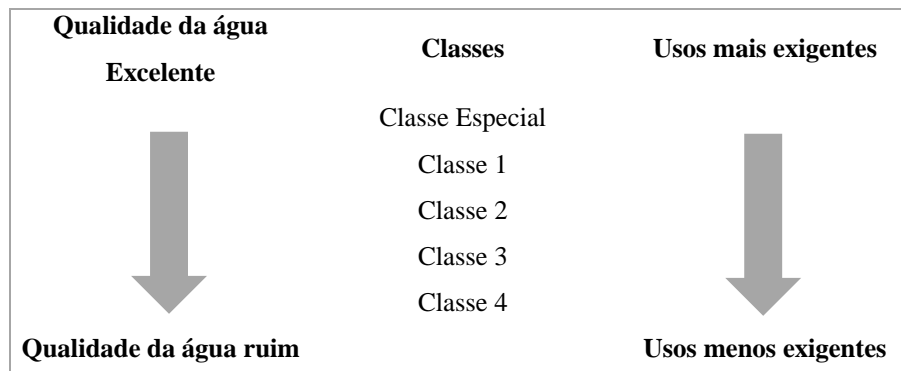 Qualidade da água
Excelente
Classes
Usos mais exigentes
Classe Especial
Classe 1
Classe 2
Classe 3
Classe 4
Qualidade da água ruim
Usos menos exigentes